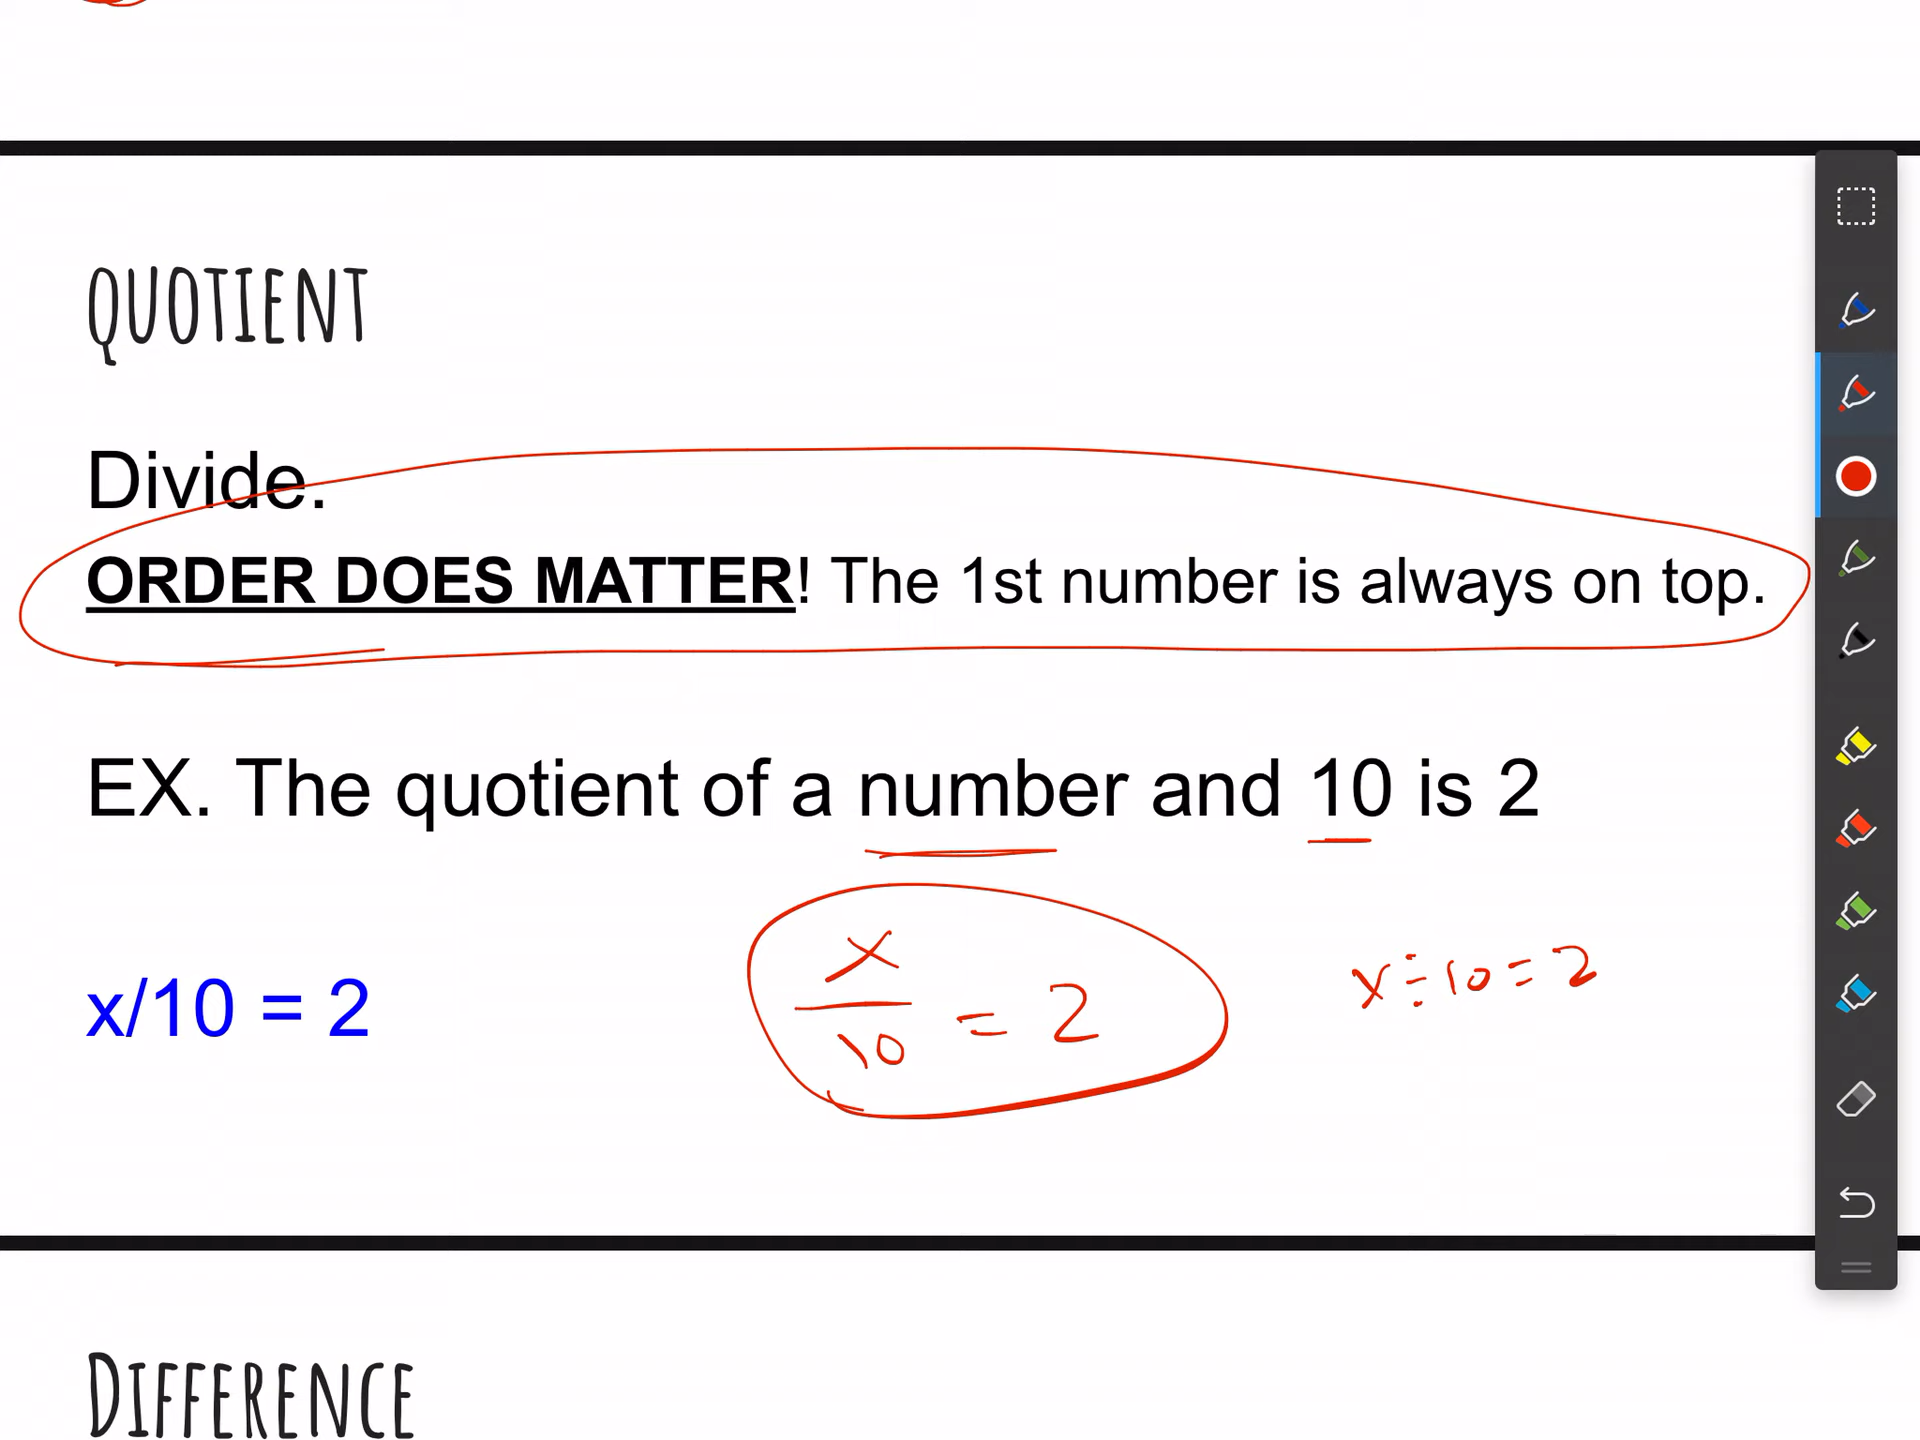 QUOTIENT
Divide.
ORDER DOES MATTER! The 1st number is always on top.
EX. The quotient of a number and 10 is 2
x/10 = 2
x
10
= 2
x÷10=2
DIFFERENCE